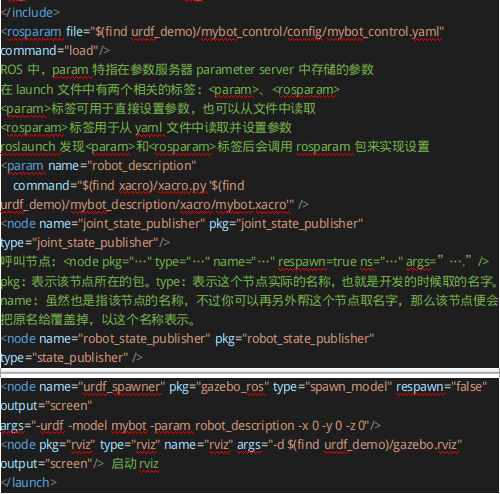 </include>
<rosparam file="$(find urdf_demo)/mybot_control/config/mybot_control.yaml"
command="load"/>
ROS 中，param 特指在参数服务器 parameter server 中存储的参数
在 launch 文件中有两个相关的标签：<param>、<rosparam>
<param>标签可用于直接设置参数，也可以从文件中读取
<rosparam>标签用于从 yaml 文件中读取并设置参数
roslaunch 发现<param>和<rosparam>标签后会调用 rosparam 包来实现设置
<param name="robot_description"
command="$(find xacro)/xacro.py '$(find
urdf_demo)/mybot_description/xacro/mybot.xacro'" />
<node name="joint_state_publisher" pkg="joint_state_publisher"
type="joint_state_publisher"/>
呼叫节点：<node pkg="…" type="…" name="…" respawn=true ns="…" args=”….” />
pkg：表示该节点所在的包。type：表示这个节点实际的名称，也就是开发的时候取的名字。
name：虽然也是指该节点的名称，不过你可以再另外帮这个节点取名字，那么该节点便会
把原名给覆盖掉，以这个名称表示。
<node name="robot_state_publisher" pkg="robot_state_publisher"
type="state_publisher" />
<node name="urdf_spawner" pkg="gazebo_ros" type="spawn_model" respawn="false"
output="screen"
args="-urdf -model mybot -param robot_description -x 0 -y 0 -z 0"/>
<node pkg="rviz" type="rviz" name="rviz" args="-d $(find urdf_demo)/gazebo.rviz"
output="screen"/> 启动 rviz
</launch>